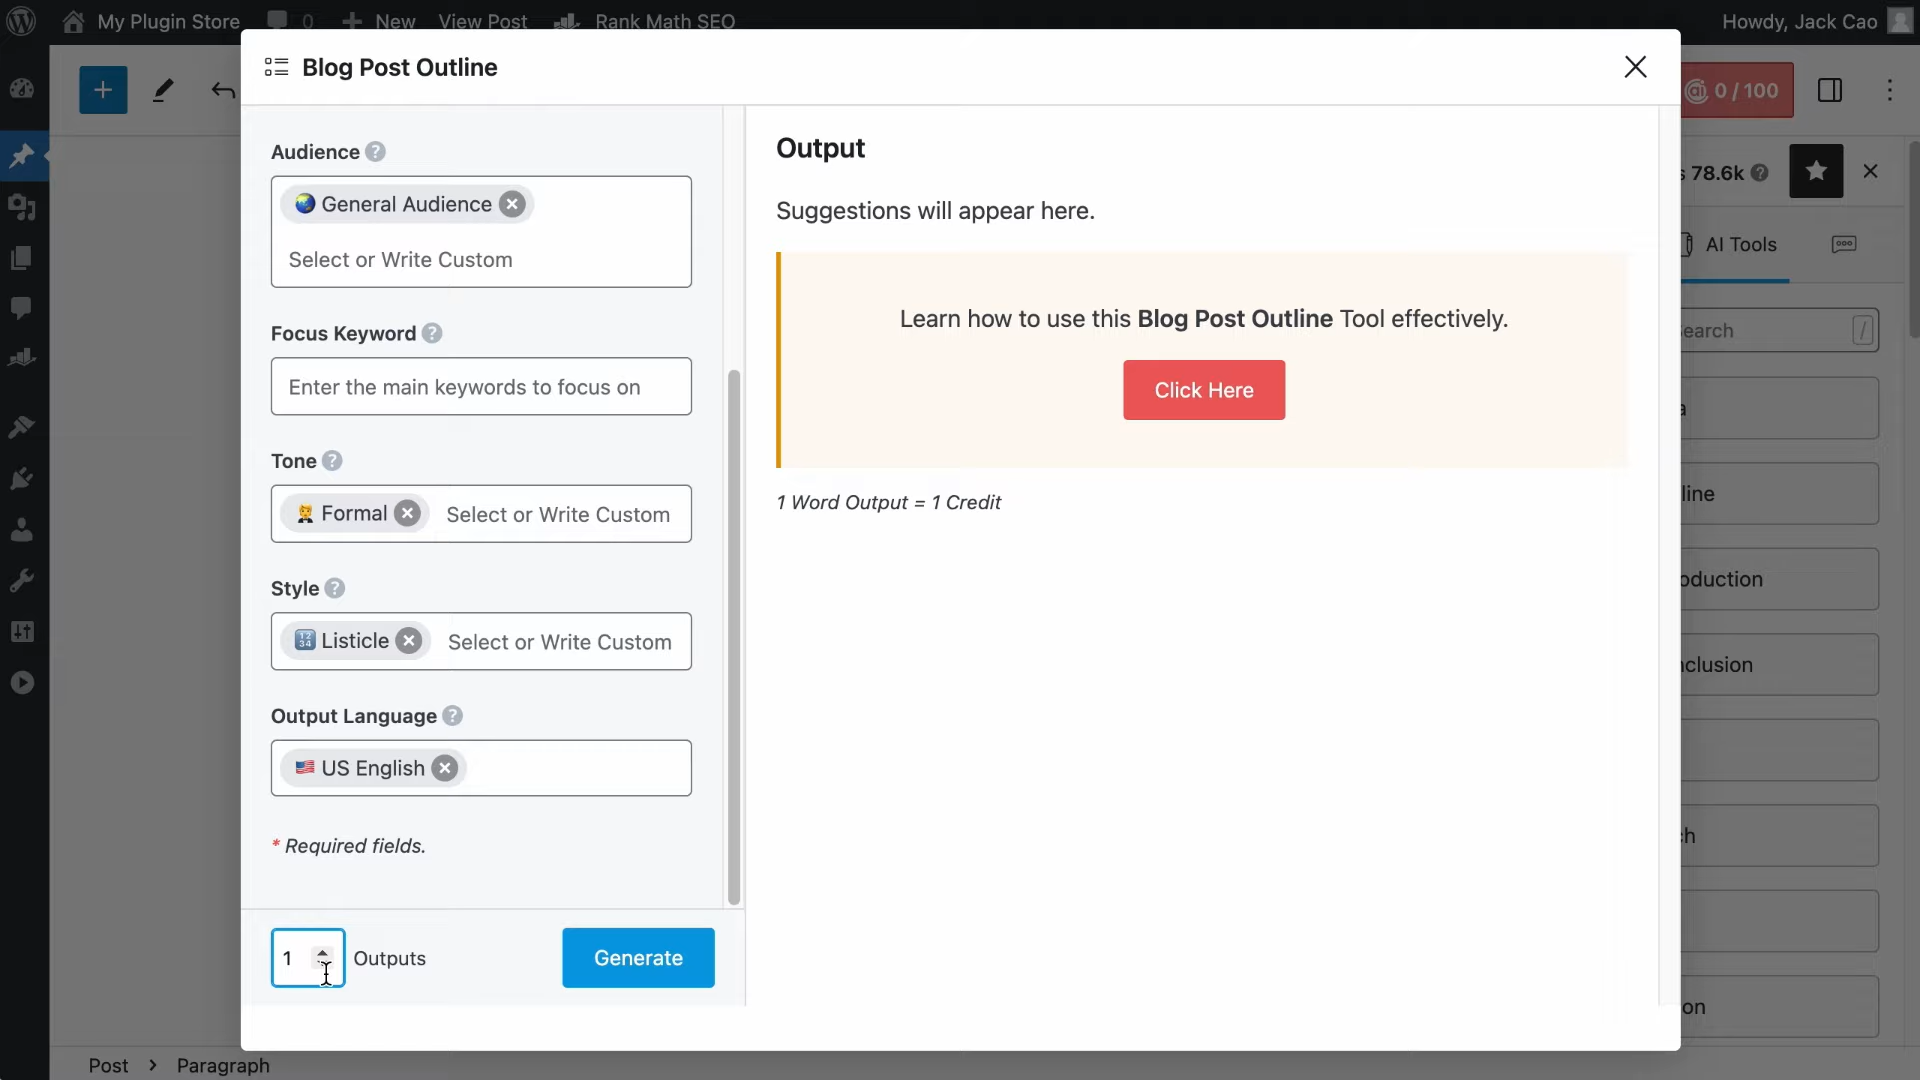 My Plugin Store 0 New View Post Rank Math SEO Howdy, Jack Cao
Blog Post Outline
0 / 100
Audience
General Audience
Select or Write Custom
Focus Keyword
Enter the main keywords to focus on
Tone
Formal Select or Write Custom
Style
Listicle Select or Write Custom
Output Language
US English
* Required fields.
1 Outputs Generate
Output
Suggestions will appear here.
Learn how to use this Blog Post Outline Tool effectively.
Click Here
1 Word Output = 1 Credit
s 78.6k
AI Tools
earch /
a
line
oduction
nclusion
ch
on
Post > Paragraph